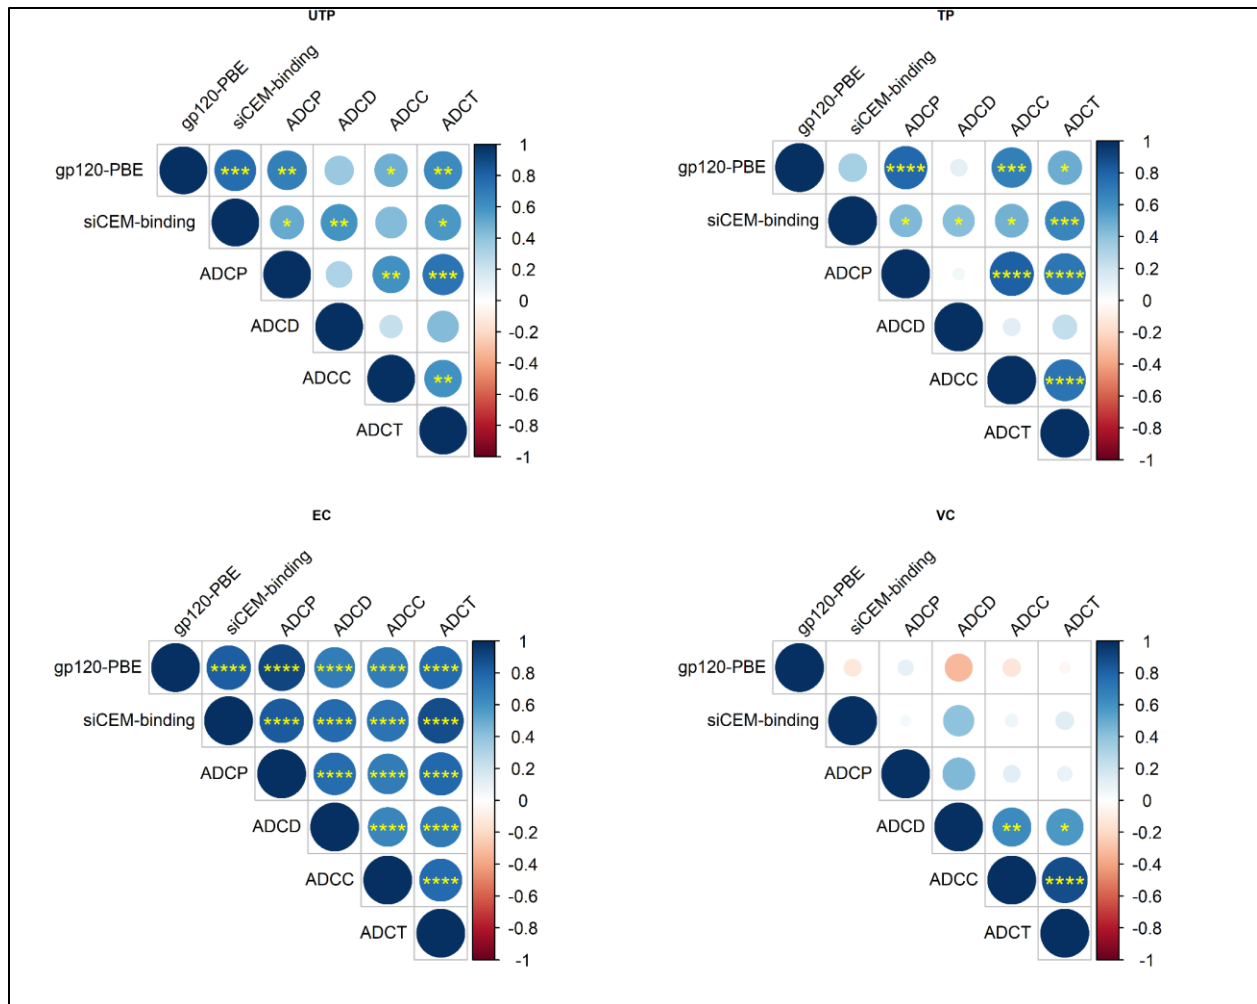 UTP
gp120-PBE
siCEM-binding
ADCP
ADCD
ADCC
ADCT
gp120-PBE *** ** * **
siCEM-binding * ** *
ADCP ** ***
ADCD
ADCC **
ADCT
1
0.8
0.6
0.4
0.2
0
-0.2
-0.4
-0.6
-0.8
-1
TP
gp120-PBE
siCEM-binding
ADCP
ADCD
ADCC
ADCT
gp120-PBE **** *** *
siCEM-binding * * * ***
ADCP **** ****
ADCD
ADCC ****
ADCT
1
0.8
0.6
0.4
0.2
0
-0.2
-0.4
-0.6
-0.8
-1
EC
gp120-PBE
siCEM-binding
ADCP
ADCD
ADCC
ADCT
gp120-PBE **** **** **** **** ****
siCEM-binding **** **** **** ****
ADCP **** **** ****
ADCD **** ****
ADCC ****
ADCT
1
0.8
0.6
0.4
0.2
0
-0.2
-0.4
-0.6
-0.8
-1
VC
gp120-PBE
siCEM-binding
ADCP
ADCD
ADCC
ADCT
gp120-PBE
siCEM-binding
ADCP
ADCD ** *
ADCC ****
ADCT
1
0.8
0.6
0.4
0.2
0
-0.2
-0.4
-0.6
-0.8
-1